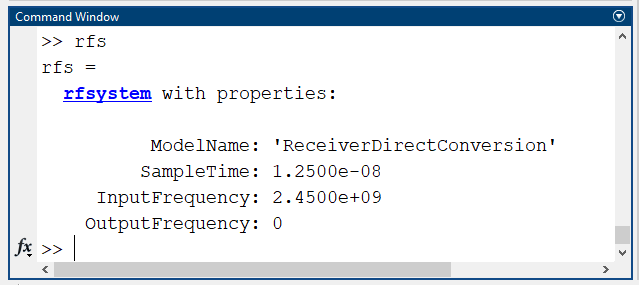 Command Window
>> rfs
rfs =
rfsystem with properties:
ModelName: 'ReceiverDirectConversion'
SampleTime: 1.2500e-08
InputFrequency: 2.4500e+09
OutputFrequency: 0
fx >>